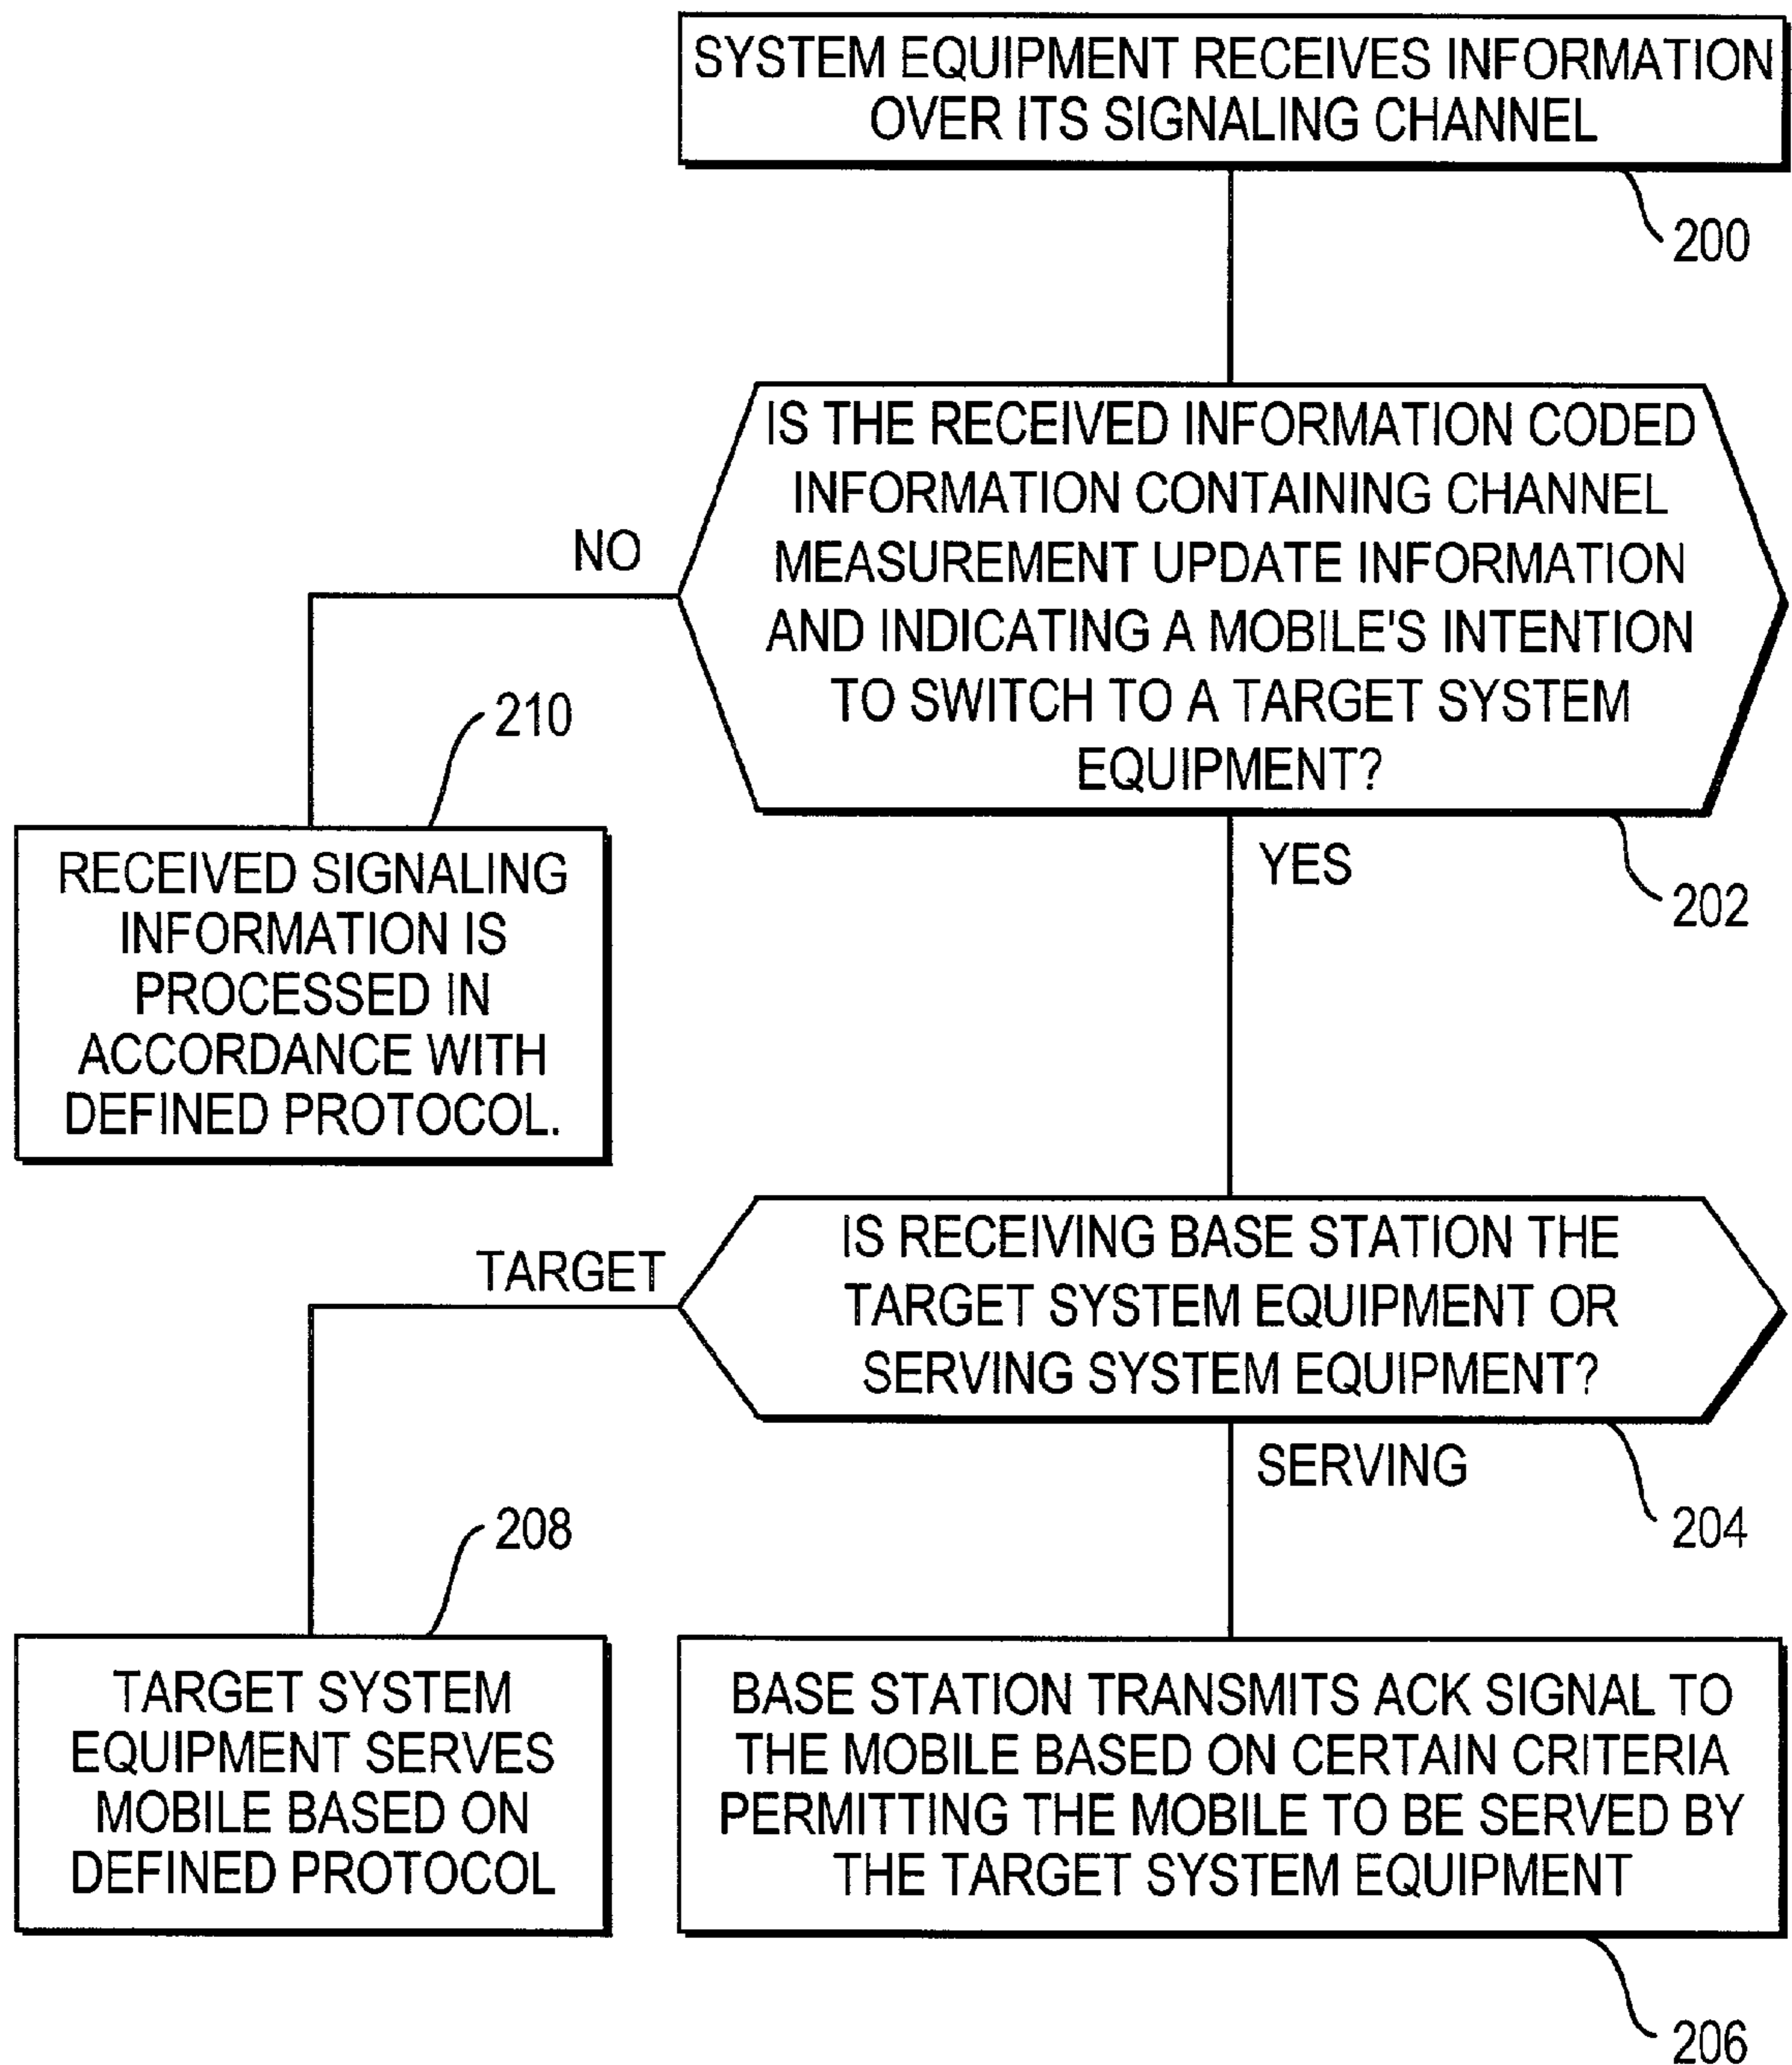 SYSTEM EQUIPMENT RECEIVES INFORMATION
OVER ITS SIGNALING CHANNEL
200
IS THE RECEIVED INFORMATION CODED
INFORMATION CONTAINING CHANNEL
MEASUREMENT UPDATE INFORMATION
AND INDICATING A MOBILE'S INTENTION
TO SWITCH TO A TARGET SYSTEM
EQUIPMENT?
NO
210
YES
202
RECEIVED SIGNALING
INFORMATION IS
PROCESSED IN
ACCORDANCE WITH
DEFINED PROTOCOL.
IS RECEIVING BASE STATION THE
TARGET SYSTEM EQUIPMENT OR
SERVING SYSTEM EQUIPMENT?
TARGET
SERVING
204
208
TARGET SYSTEM
EQUIPMENT SERVES
MOBILE BASED ON
DEFINED PROTOCOL
BASE STATION TRANSMITS ACK SIGNAL TO
THE MOBILE BASED ON CERTAIN CRITERIA
PERMITTING THE MOBILE TO BE SERVED BY
THE TARGET SYSTEM EQUIPMENT
206